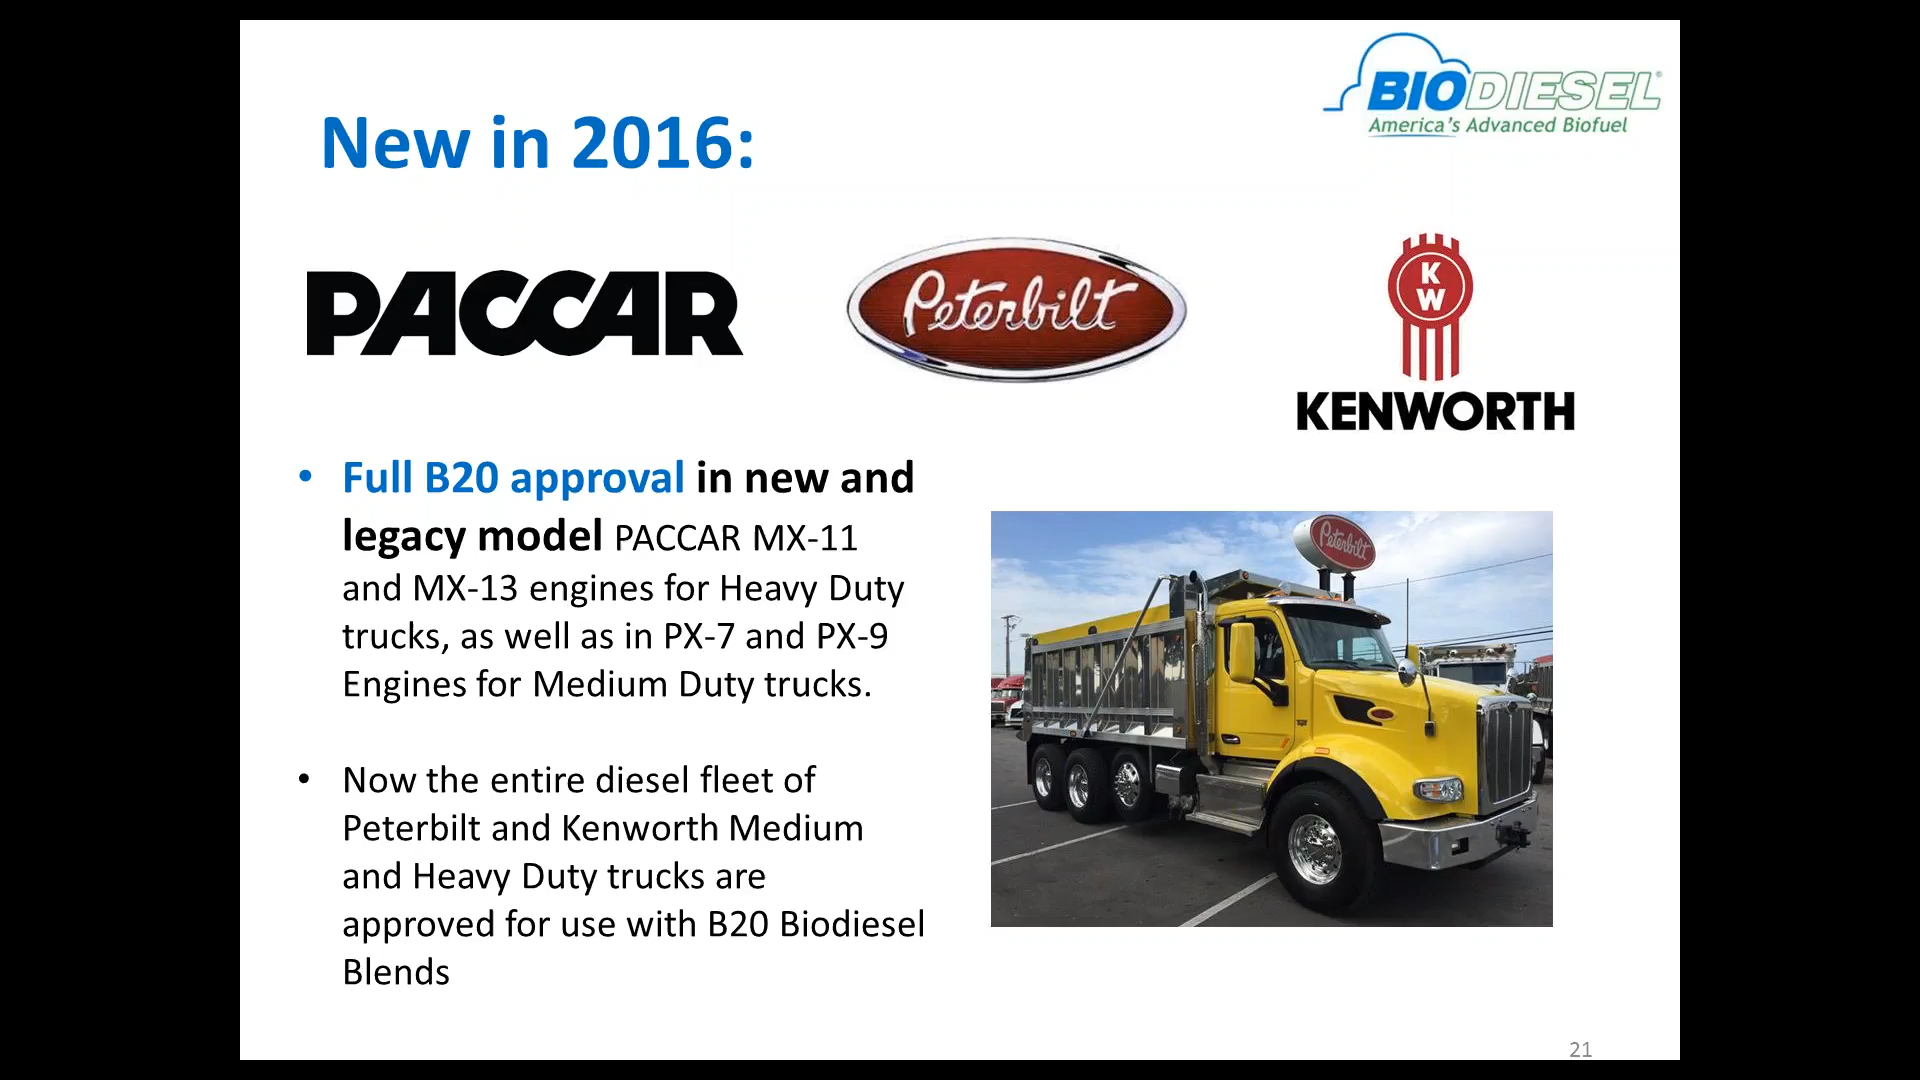 BIODIESEL®
America's Advanced Biofuel
New in 2016:
PACCAR
Peterbilt
K
W
KENWORTH
• Full B20 approval in new and
legacy model PACCAR MX-11
and MX-13 engines for Heavy Duty
trucks, as well as in PX-7 and PX-9
Engines for Medium Duty trucks.
• Now the entire diesel fleet of
Peterbilt and Kenworth Medium
and Heavy Duty trucks are
approved for use with B20 Biodiesel
Blends
Peterbilt
21